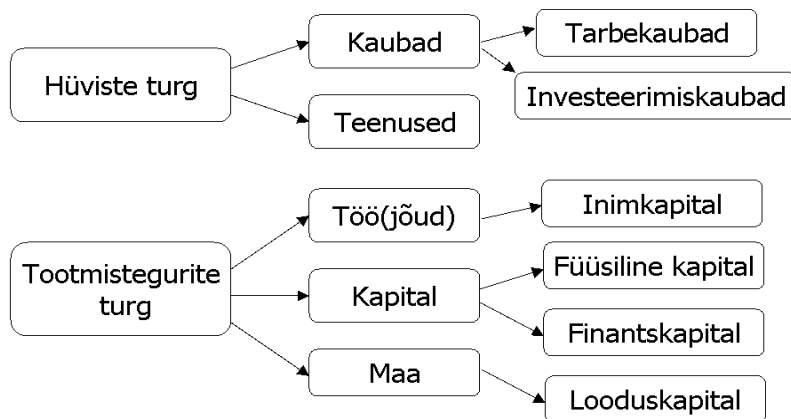 Hüviste turg
Kaubad
Teenused
Tarbekaubad
Investeerimiskaubad
Tootmistegurite
turg
Töö(jõud)
Kapital
Maa
Inimkapital
Füüsiline kapital
Finantskapital
Looduskapital